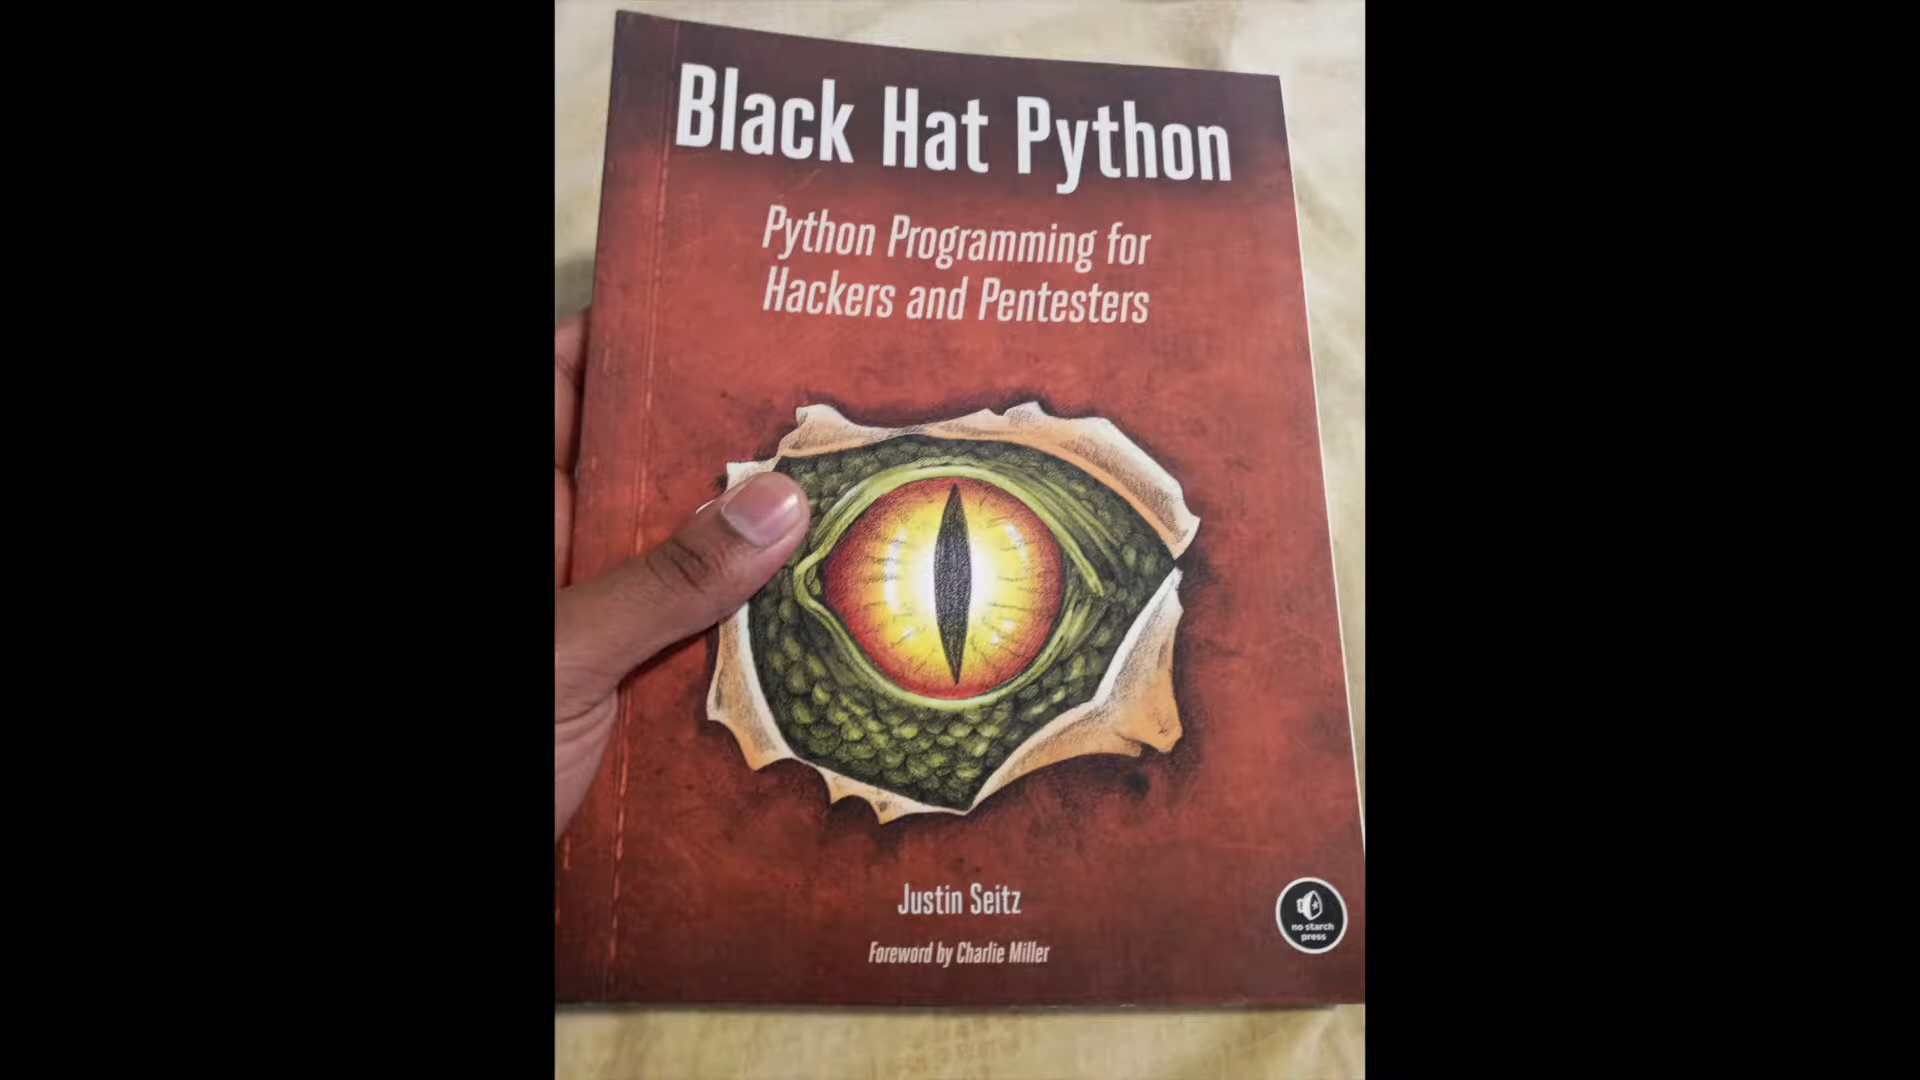 Black Hat Python
Python Programming for
Hackers and Pentesters
Justin Seitz
Foreword by Charlie Miller
no starch
press